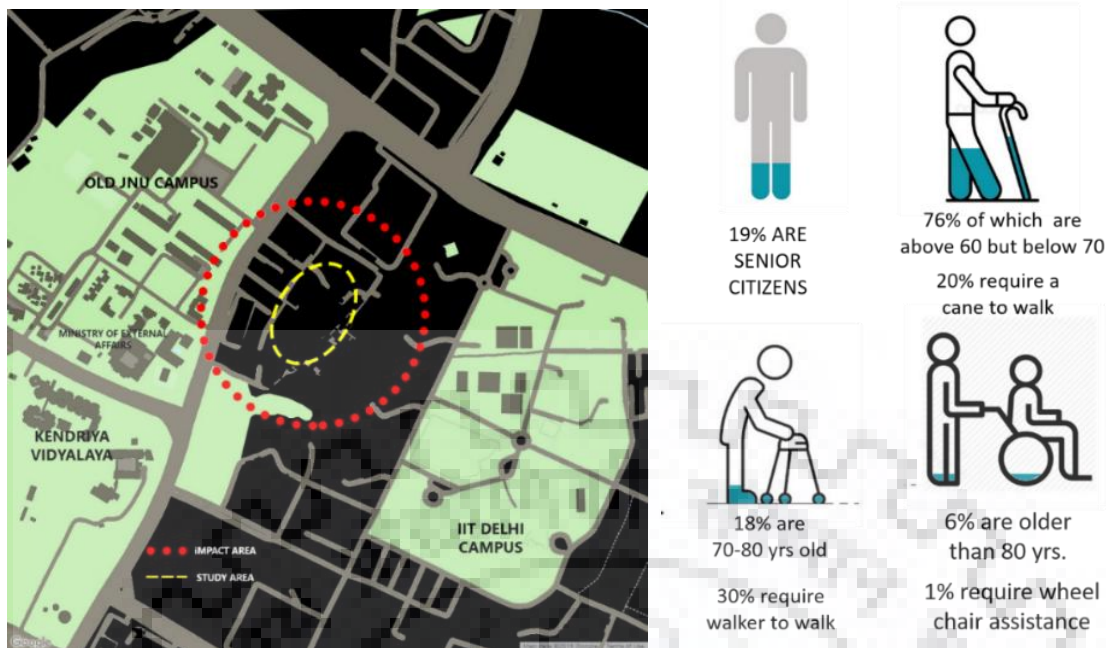 OLD JNU CAMPUS
MINISTRY OF EXTERNAL
AFFAIRS
KENDRIYA
VIDYALAYA
IIT DELHI
CAMPUS
IMPACT AREA
STUDY AREA
Google
19% ARE
SENIOR
CITIZENS
76% of which are
above 60 but below 70
20% require a
cane to walk
18% are
70-80 yrs old
30% require
walker to walk
6% are older
than 80 yrs.
1% require wheel
chair assistance